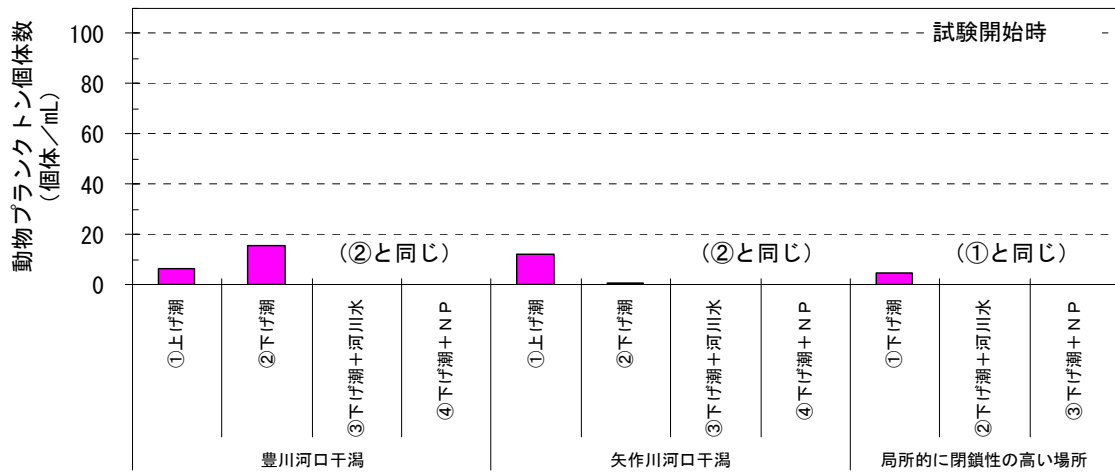 動物プランクトン個体数
（個体／mL）
100
80
60
40
20
0
試験開始時
（②と同じ）
（②と同じ）
（①と同じ）
①上げ潮
②下げ潮
③下げ潮＋河川水
④下げ潮＋ＮＰ
①上げ潮
②下げ潮
③下げ潮＋河川水
④下げ潮＋ＮＰ
①下げ潮
②下げ潮＋河川水
③下げ潮＋ＮＰ
豊川河口干潟
矢作川河口干潟
局所的に閉鎖性の高い場所